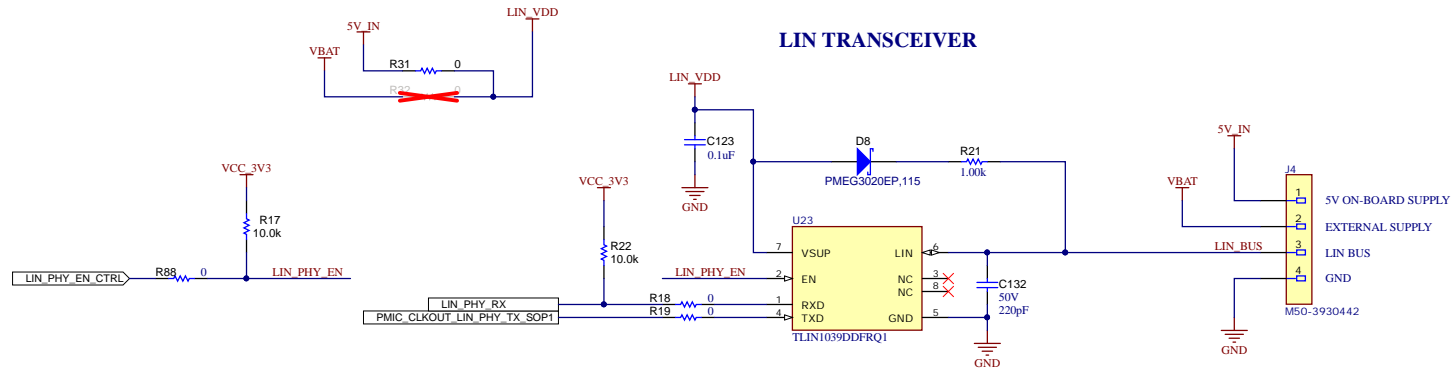 LIN TRANSCEIVER
5V_IN
LIN_VDD
VBAT
R31 0
R32 0
LIN_VDD
C123
0.1uF
GND
D8
PMEG3020EP,115
R21
1.00k
VCC_3V3
R17
10.0k
LIN_PHY_EN_CTRL
R88 0
LIN_PHY_EN
VCC_3V3
R22
10.0k
LIN_PHY_EN
LIN_PHY_RX
PMIC_CLKOUT_LIN_PHY_TX_SOP1
R18 0
R19 0
U23
7 VSUP LIN 6
2 EN NC 3
NC 8
1 RXD
4 TXD GND 5
TLIN1039DDFRQ1
C132
50V
220pF
GND
LIN_BUS
5V_IN
VBAT
GND
J4
1 5V ON-BOARD SUPPLY
2 EXTERNAL SUPPLY
3 LIN BUS
4 GND
M50-3930442